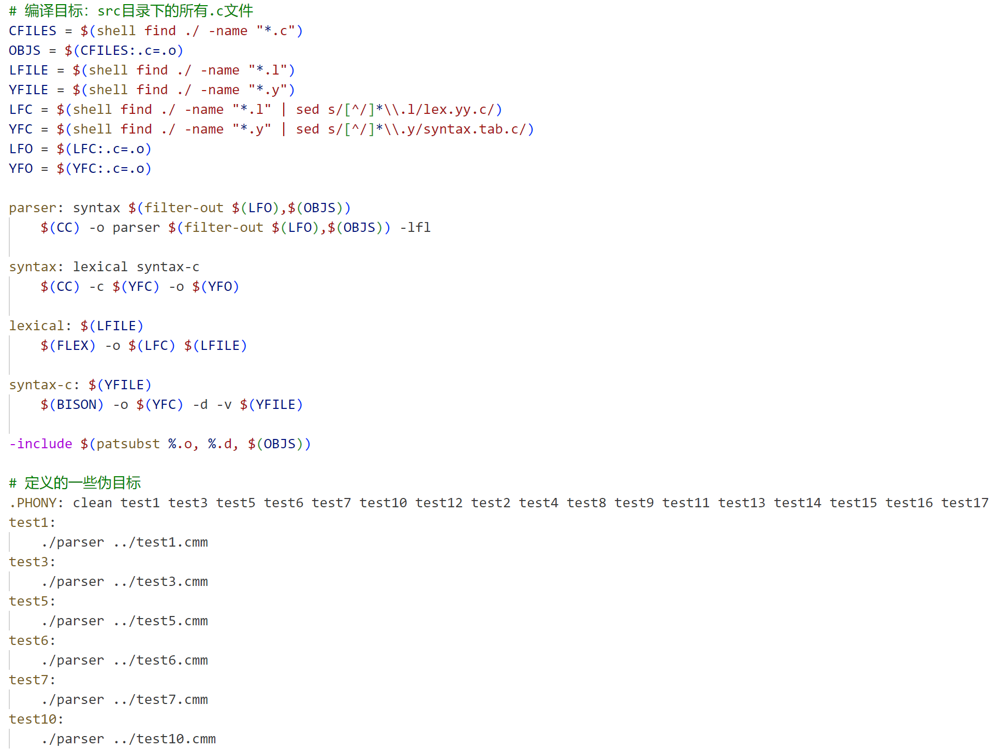 # 编译目标：src目录下的所有.c文件
CFILES = $(shell find ./ -name "*.c")
OBJS = $(CFILES:.c=.o)
LFILE = $(shell find ./ -name "*.l")
YFILE = $(shell find ./ -name "*.y")
LFC = $(shell find ./ -name "*.l" | sed s/[^/]*\\.l/lex.yy.c/)
YFC = $(shell find ./ -name "*.y" | sed s/[^/]*\\.y/syntax.tab.c/)
LFO = $(LFC:.c=.o)
YFO = $(YFC:.c=.o)
parser: syntax $(filter-out $(LFO),$(OBJS))
$(CC) -o parser $(filter-out $(LFO),$(OBJS)) -lfl
syntax: lexical syntax-c
$(CC) -c $(YFC) -o $(YFO)
lexical: $(LFILE)
$(FLEX) -o $(LFC) $(LFILE)
syntax-c: $(YFILE)
$(BISON) -o $(YFC) -d -v $(YFILE)
-include $(patsubst %.o, %.d, $(OBJS))
# 定义的一些伪目标
.PHONY: clean test1 test3 test5 test6 test7 test10 test12 test2 test4 test8 test9 test11 test13 test14 test15 test16 test17
test1:
./parser ../test1.cmm
test3:
./parser ../test3.cmm
test5:
./parser ../test5.cmm
test6:
./parser ../test6.cmm
test7:
./parser ../test7.cmm
test10:
./parser ../test10.cmm